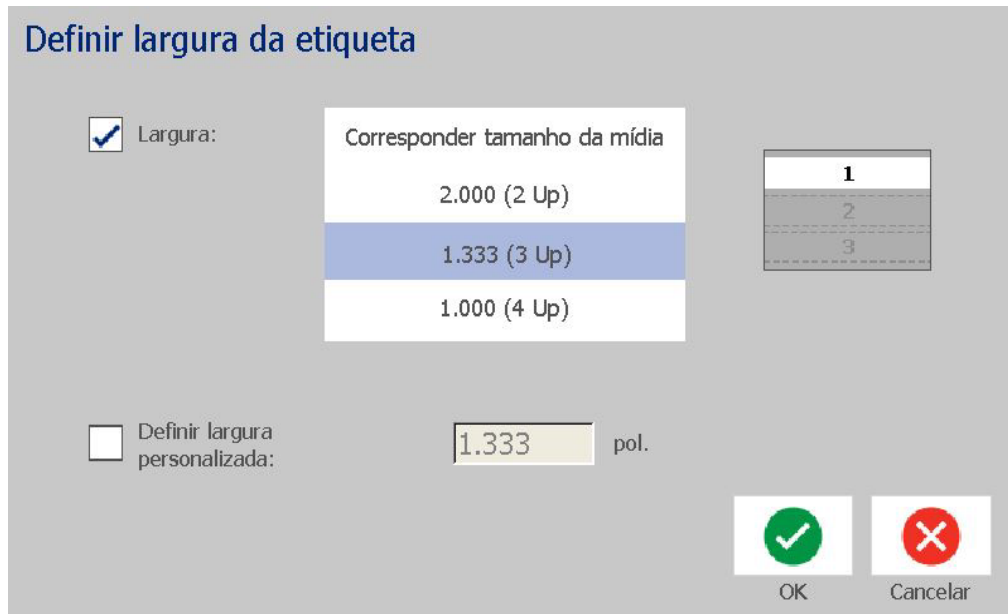 Definir largura da etiqueta
Largura:
Corresponder tamanho da mídia
2.000 (2 Up)
1.333 (3 Up)
1.000 (4 Up)
1
2
3
Definir largura
personalizada:
1.333 pol.
OK Cancelar